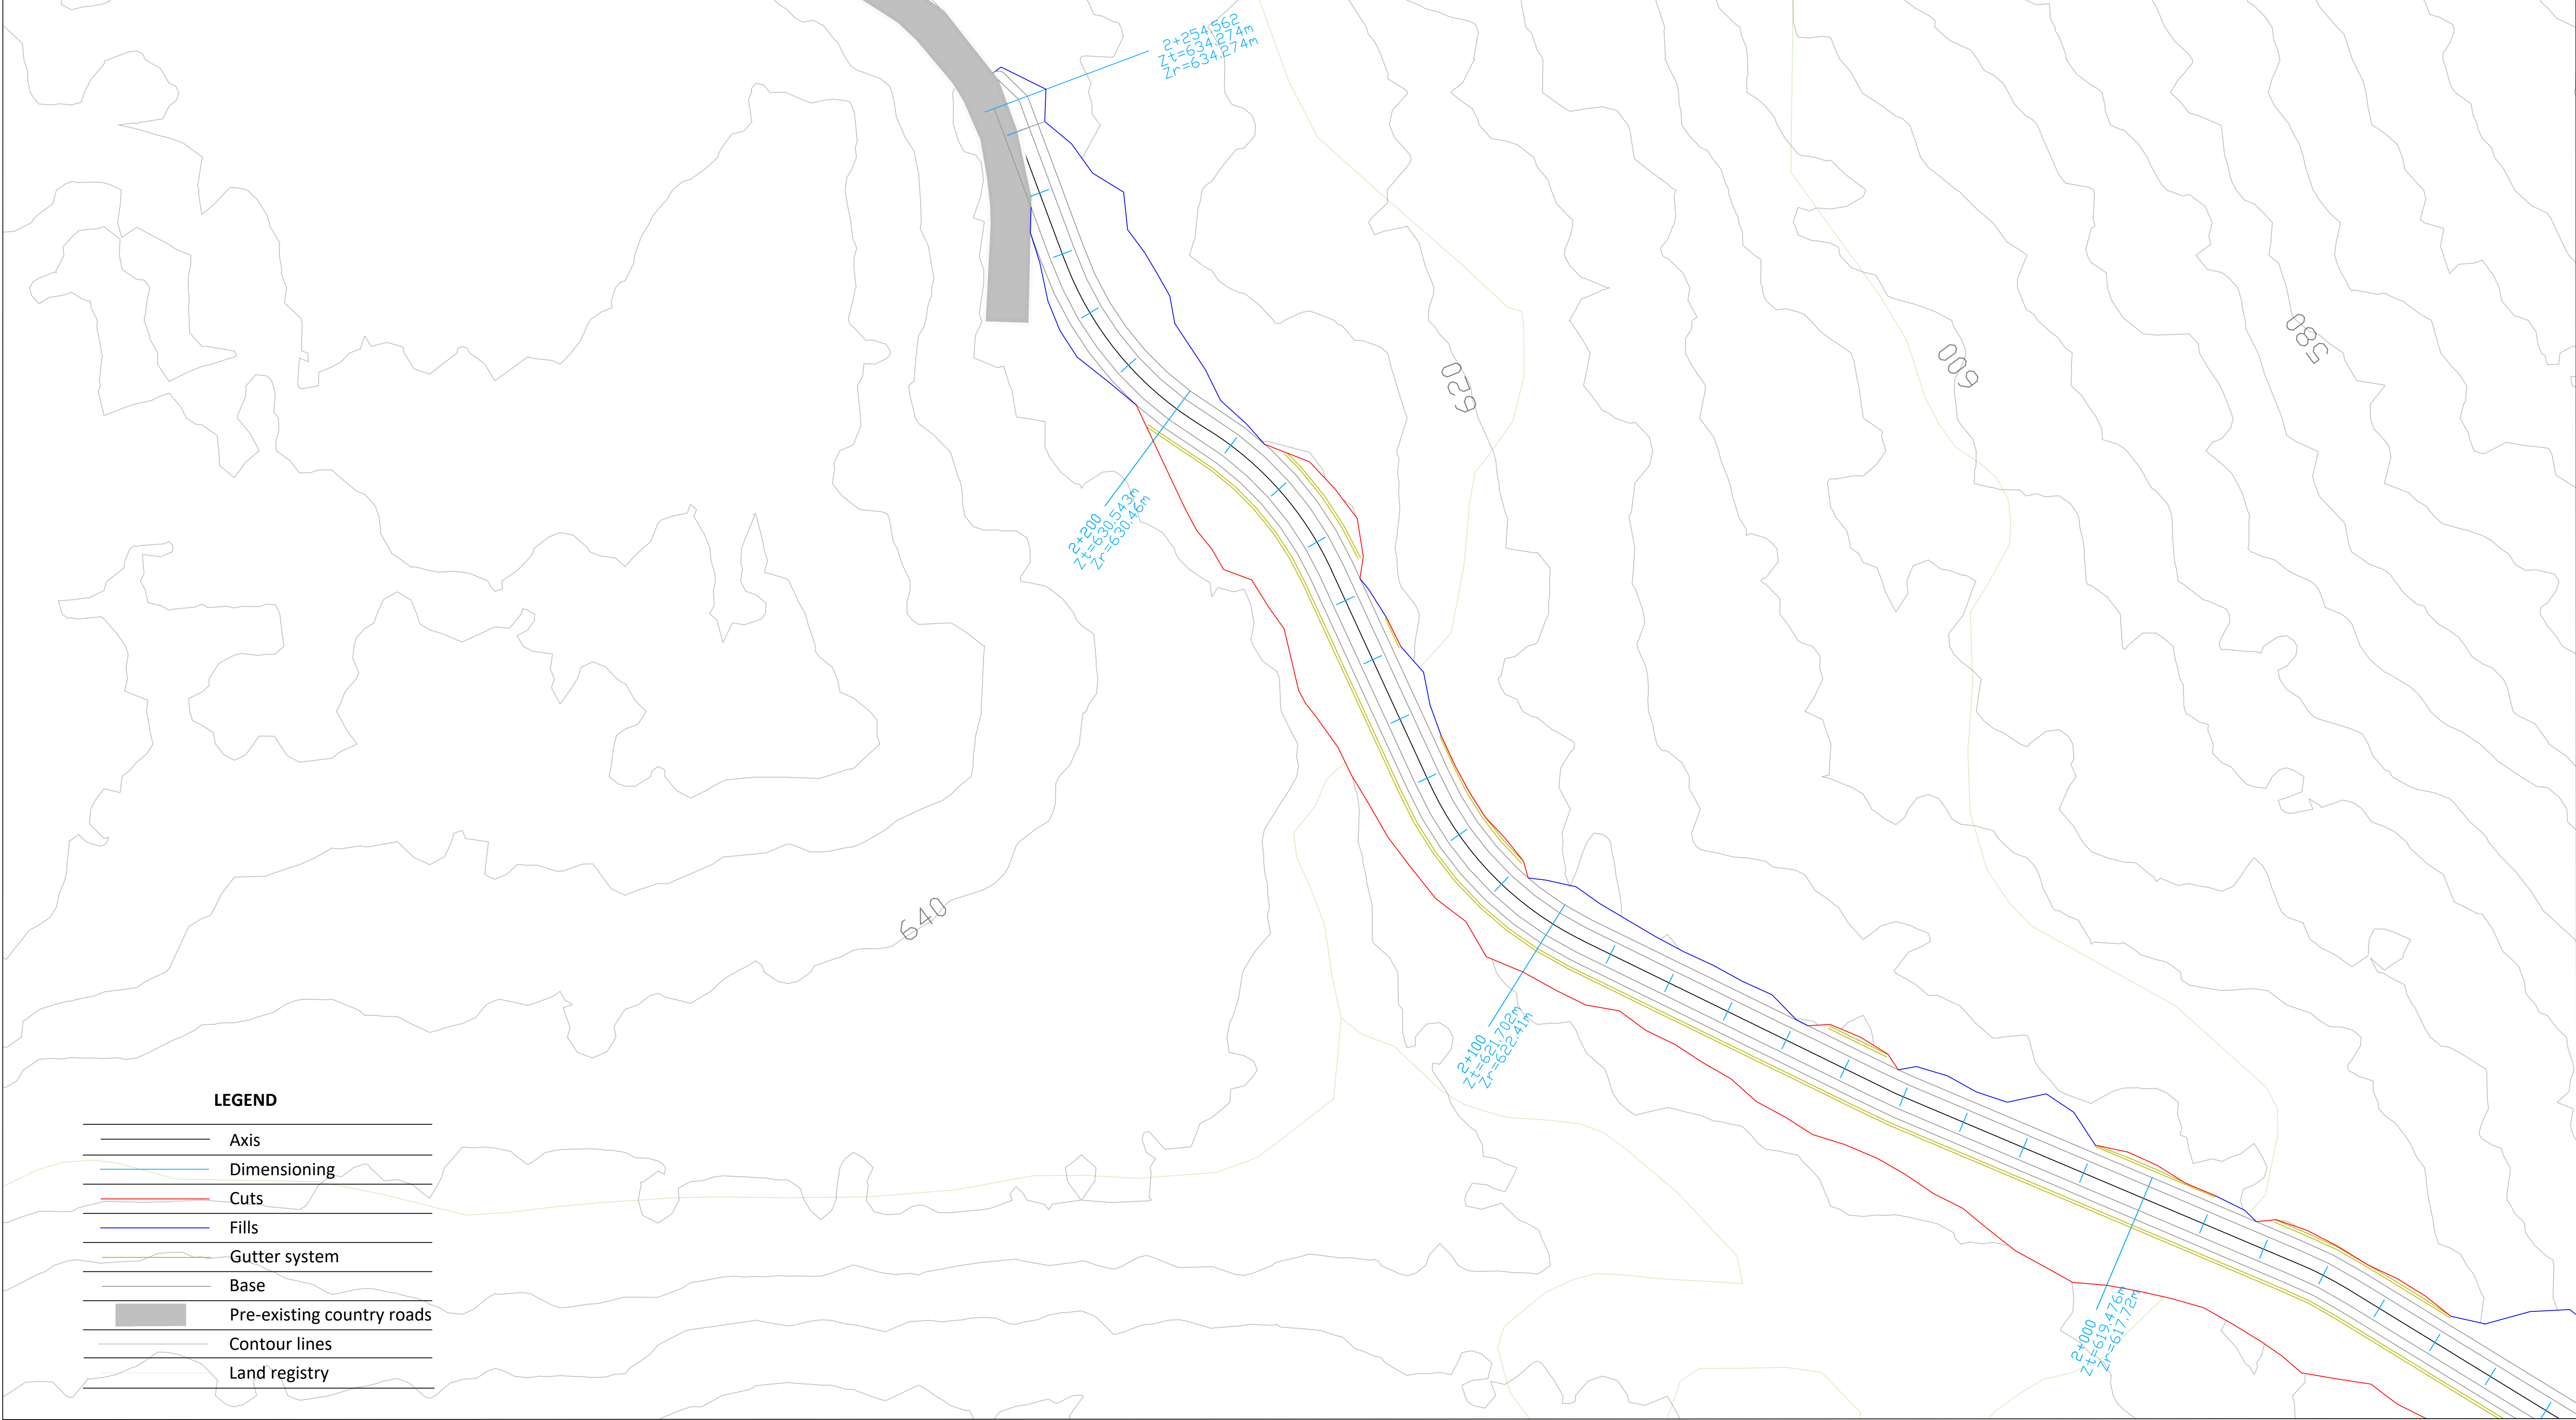 2+254.562
Zt=634.274m
Zr=634.274m
580
600
620
2+200
Zt=630.543m
Zr=630.46m
640
2+100
Zt=621.702m
Zr=622.41m
2+000
Zt=619.476m
Zr=617.72m
LEGEND
Axis
Dimensioning
Cuts
Fills
Gutter system
Base
Pre-existing country roads
Contour lines
Land registry